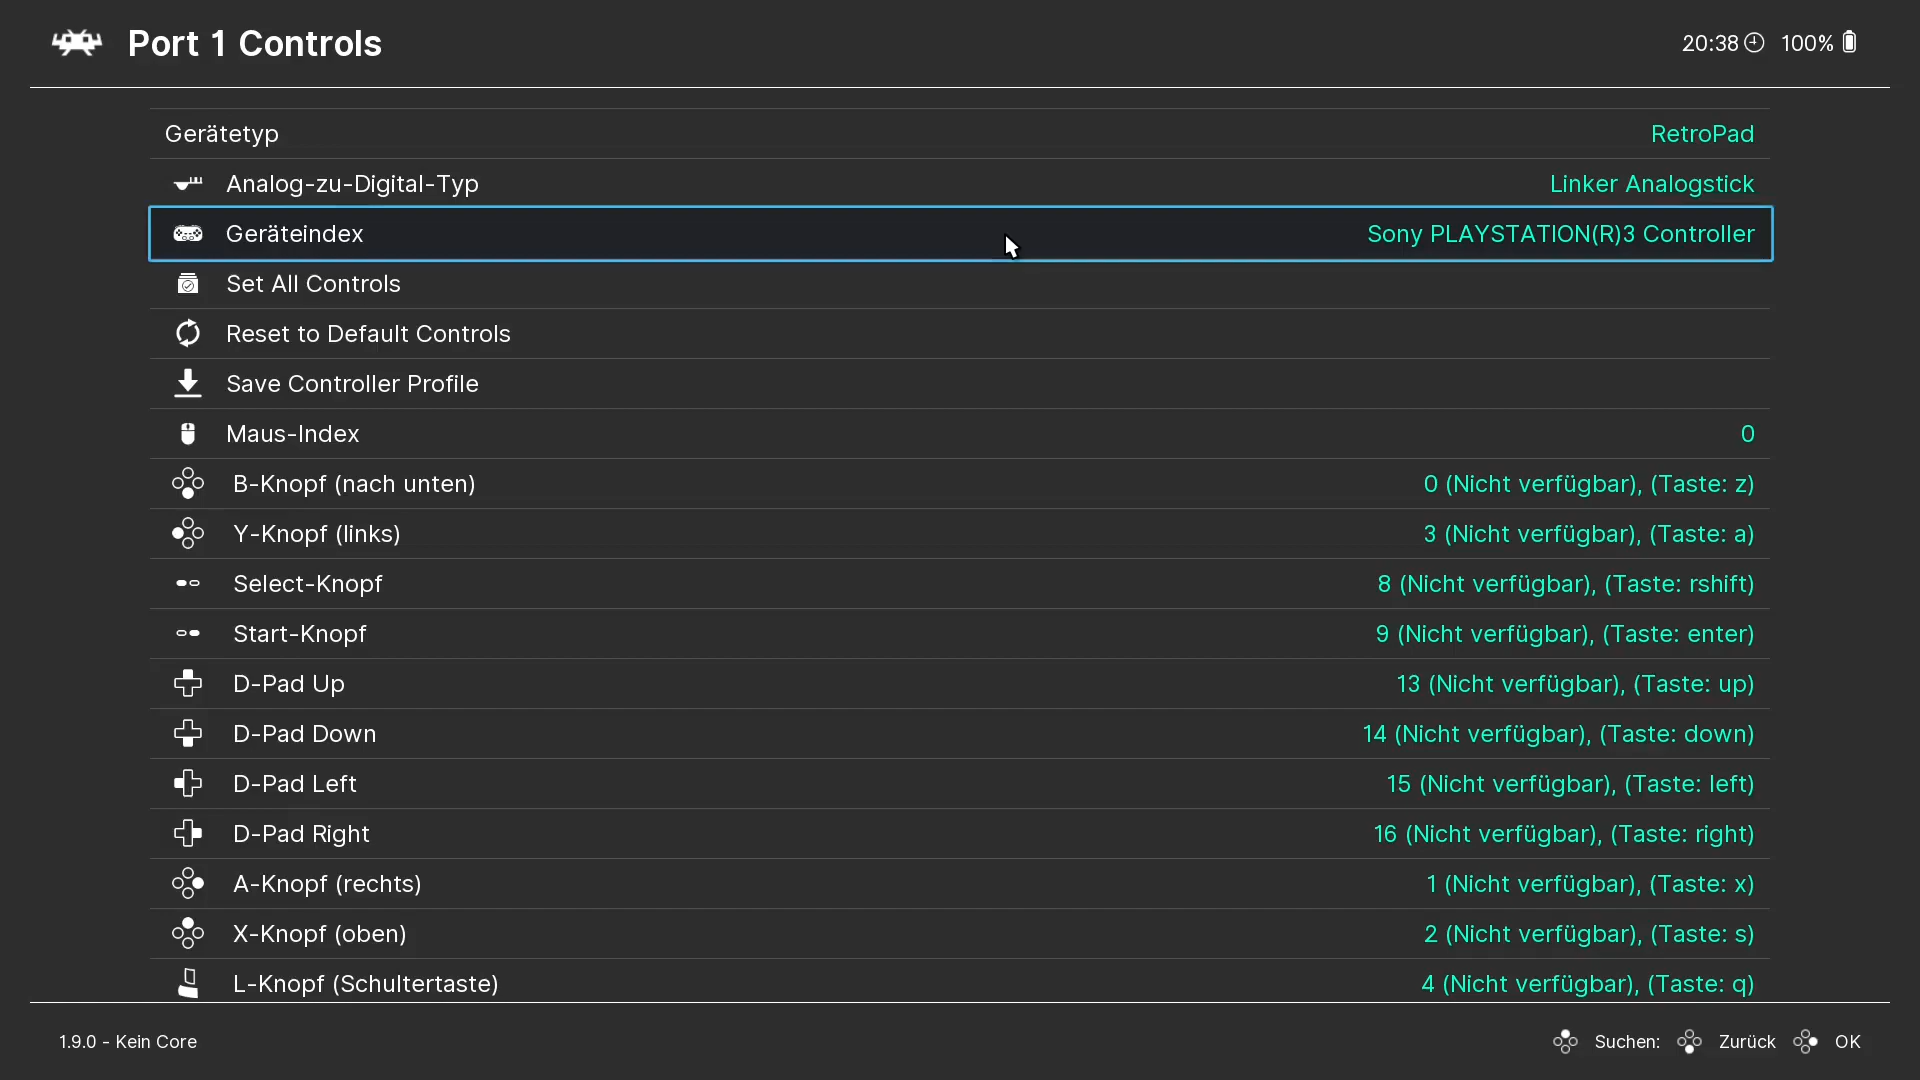 Port 1 Controls
20:38 100%
Gerätetyp RetroPad
Analog-zu-Digital-Typ Linker Analogstick
Geräteindex Sony PLAYSTATION(R)3 Controller
Set All Controls
Reset to Default Controls
Save Controller Profile
Maus-Index 0
B-Knopf (nach unten) 0 (Nicht verfügbar), (Taste: z)
Y-Knopf (links) 3 (Nicht verfügbar), (Taste: a)
Select-Knopf 8 (Nicht verfügbar), (Taste: rshift)
Start-Knopf 9 (Nicht verfügbar), (Taste: enter)
D-Pad Up 13 (Nicht verfügbar), (Taste: up)
D-Pad Down 14 (Nicht verfügbar), (Taste: down)
D-Pad Left 15 (Nicht verfügbar), (Taste: left)
D-Pad Right 16 (Nicht verfügbar), (Taste: right)
A-Knopf (rechts) 1 (Nicht verfügbar), (Taste: x)
X-Knopf (oben) 2 (Nicht verfügbar), (Taste: s)
L-Knopf (Schultertaste) 4 (Nicht verfügbar), (Taste: q)
1.9.0 - Kein Core Suchen: Zurück OK